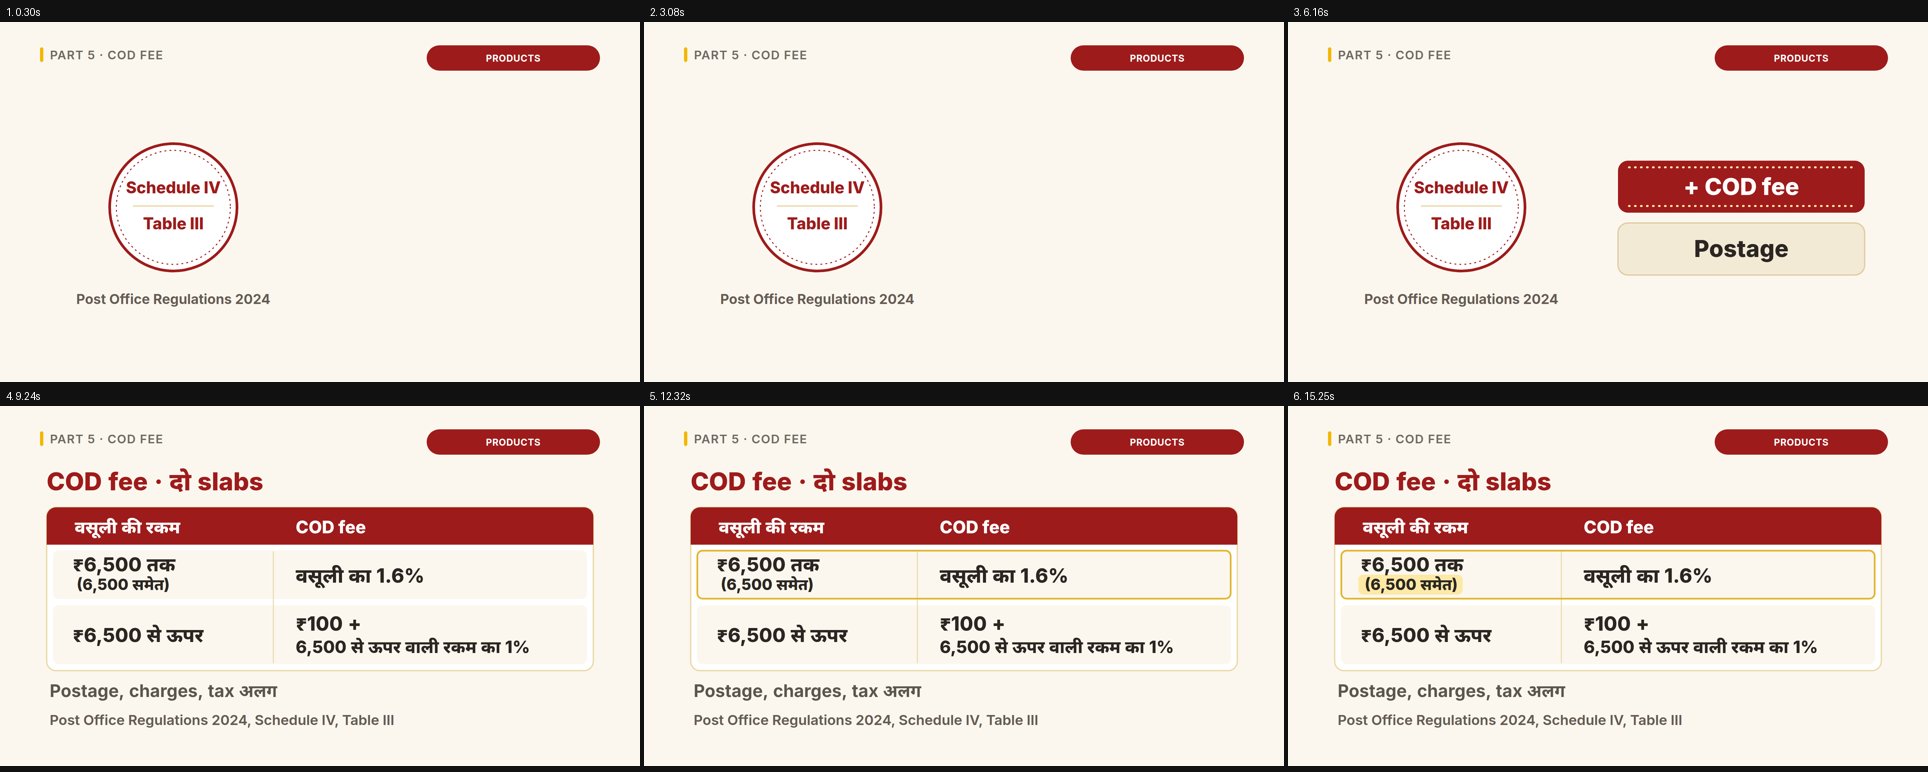 1. 0.30s
PART 5 · COD FEE
PRODUCTS
Schedule IV
Table III
Post Office Regulations 2024
2. 3.08s
PART 5 · COD FEE
PRODUCTS
Schedule IV
Table III
Post Office Regulations 2024
3. 6.16s
PART 5 · COD FEE
PRODUCTS
Schedule IV
Table III
Post Office Regulations 2024
+ COD fee
Postage
4. 9.24s
PART 5 · COD FEE
PRODUCTS
COD fee · दो slabs
वसूली की रकम COD fee
₹6,500 तक
(6,500 समेत)
वसूली का 1.6%
₹6,500 से ऊपर
₹100 +
6,500 से ऊपर वाली रकम का 1%
Postage, charges, tax अलग
Post Office Regulations 2024, Schedule IV, Table III
5. 12.32s
PART 5 · COD FEE
PRODUCTS
COD fee · दो slabs
वसूली की रकम COD fee
₹6,500 तक
(6,500 समेत)
वसूली का 1.6%
₹6,500 से ऊपर
₹100 +
6,500 से ऊपर वाली रकम का 1%
Postage, charges, tax अलग
Post Office Regulations 2024, Schedule IV, Table III
6. 15.25s
PART 5 · COD FEE
PRODUCTS
COD fee · दो slabs
वसूली की रकम COD fee
₹6,500 तक
(6,500 समेत)
वसूली का 1.6%
₹6,500 से ऊपर
₹100 +
6,500 से ऊपर वाली रकम का 1%
Postage, charges, tax अलग
Post Office Regulations 2024, Schedule IV, Table III